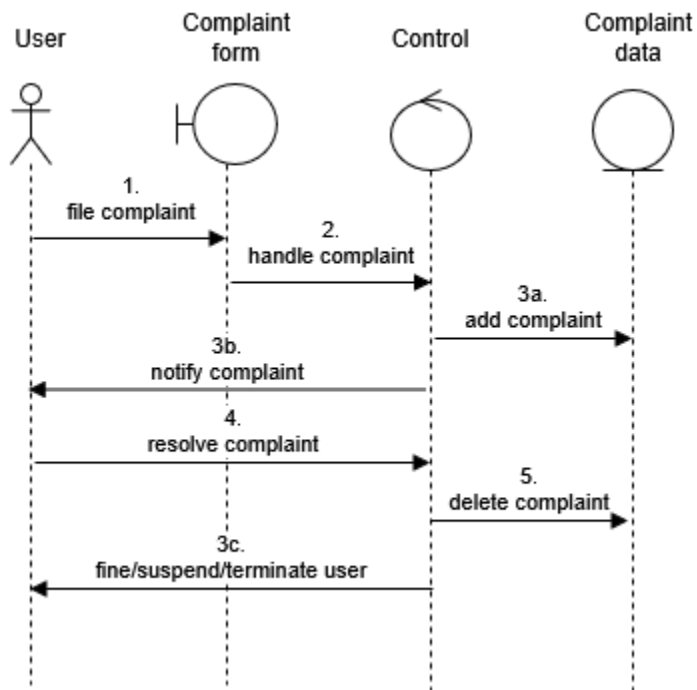 User
Complaint
form
Control
Complaint
data
1.
file complaint
2.
handle complaint
3a.
add complaint
3b.
notify complaint
4.
resolve complaint
5.
delete complaint
3c.
fine/suspend/terminate user